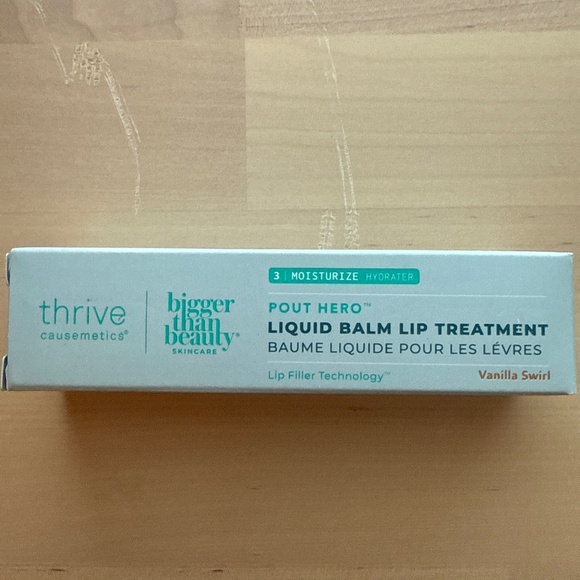 thrive
causemetics®
bigger
than
beauty®
SKINCARE
3 | MOISTURIZE HYDRATER
POUT HERO™
LIQUID BALM LIP TREATMENT
BAUME LIQUIDE POUR LES LÉVRES
Lip Filler Technology™
Vanilla Swirl